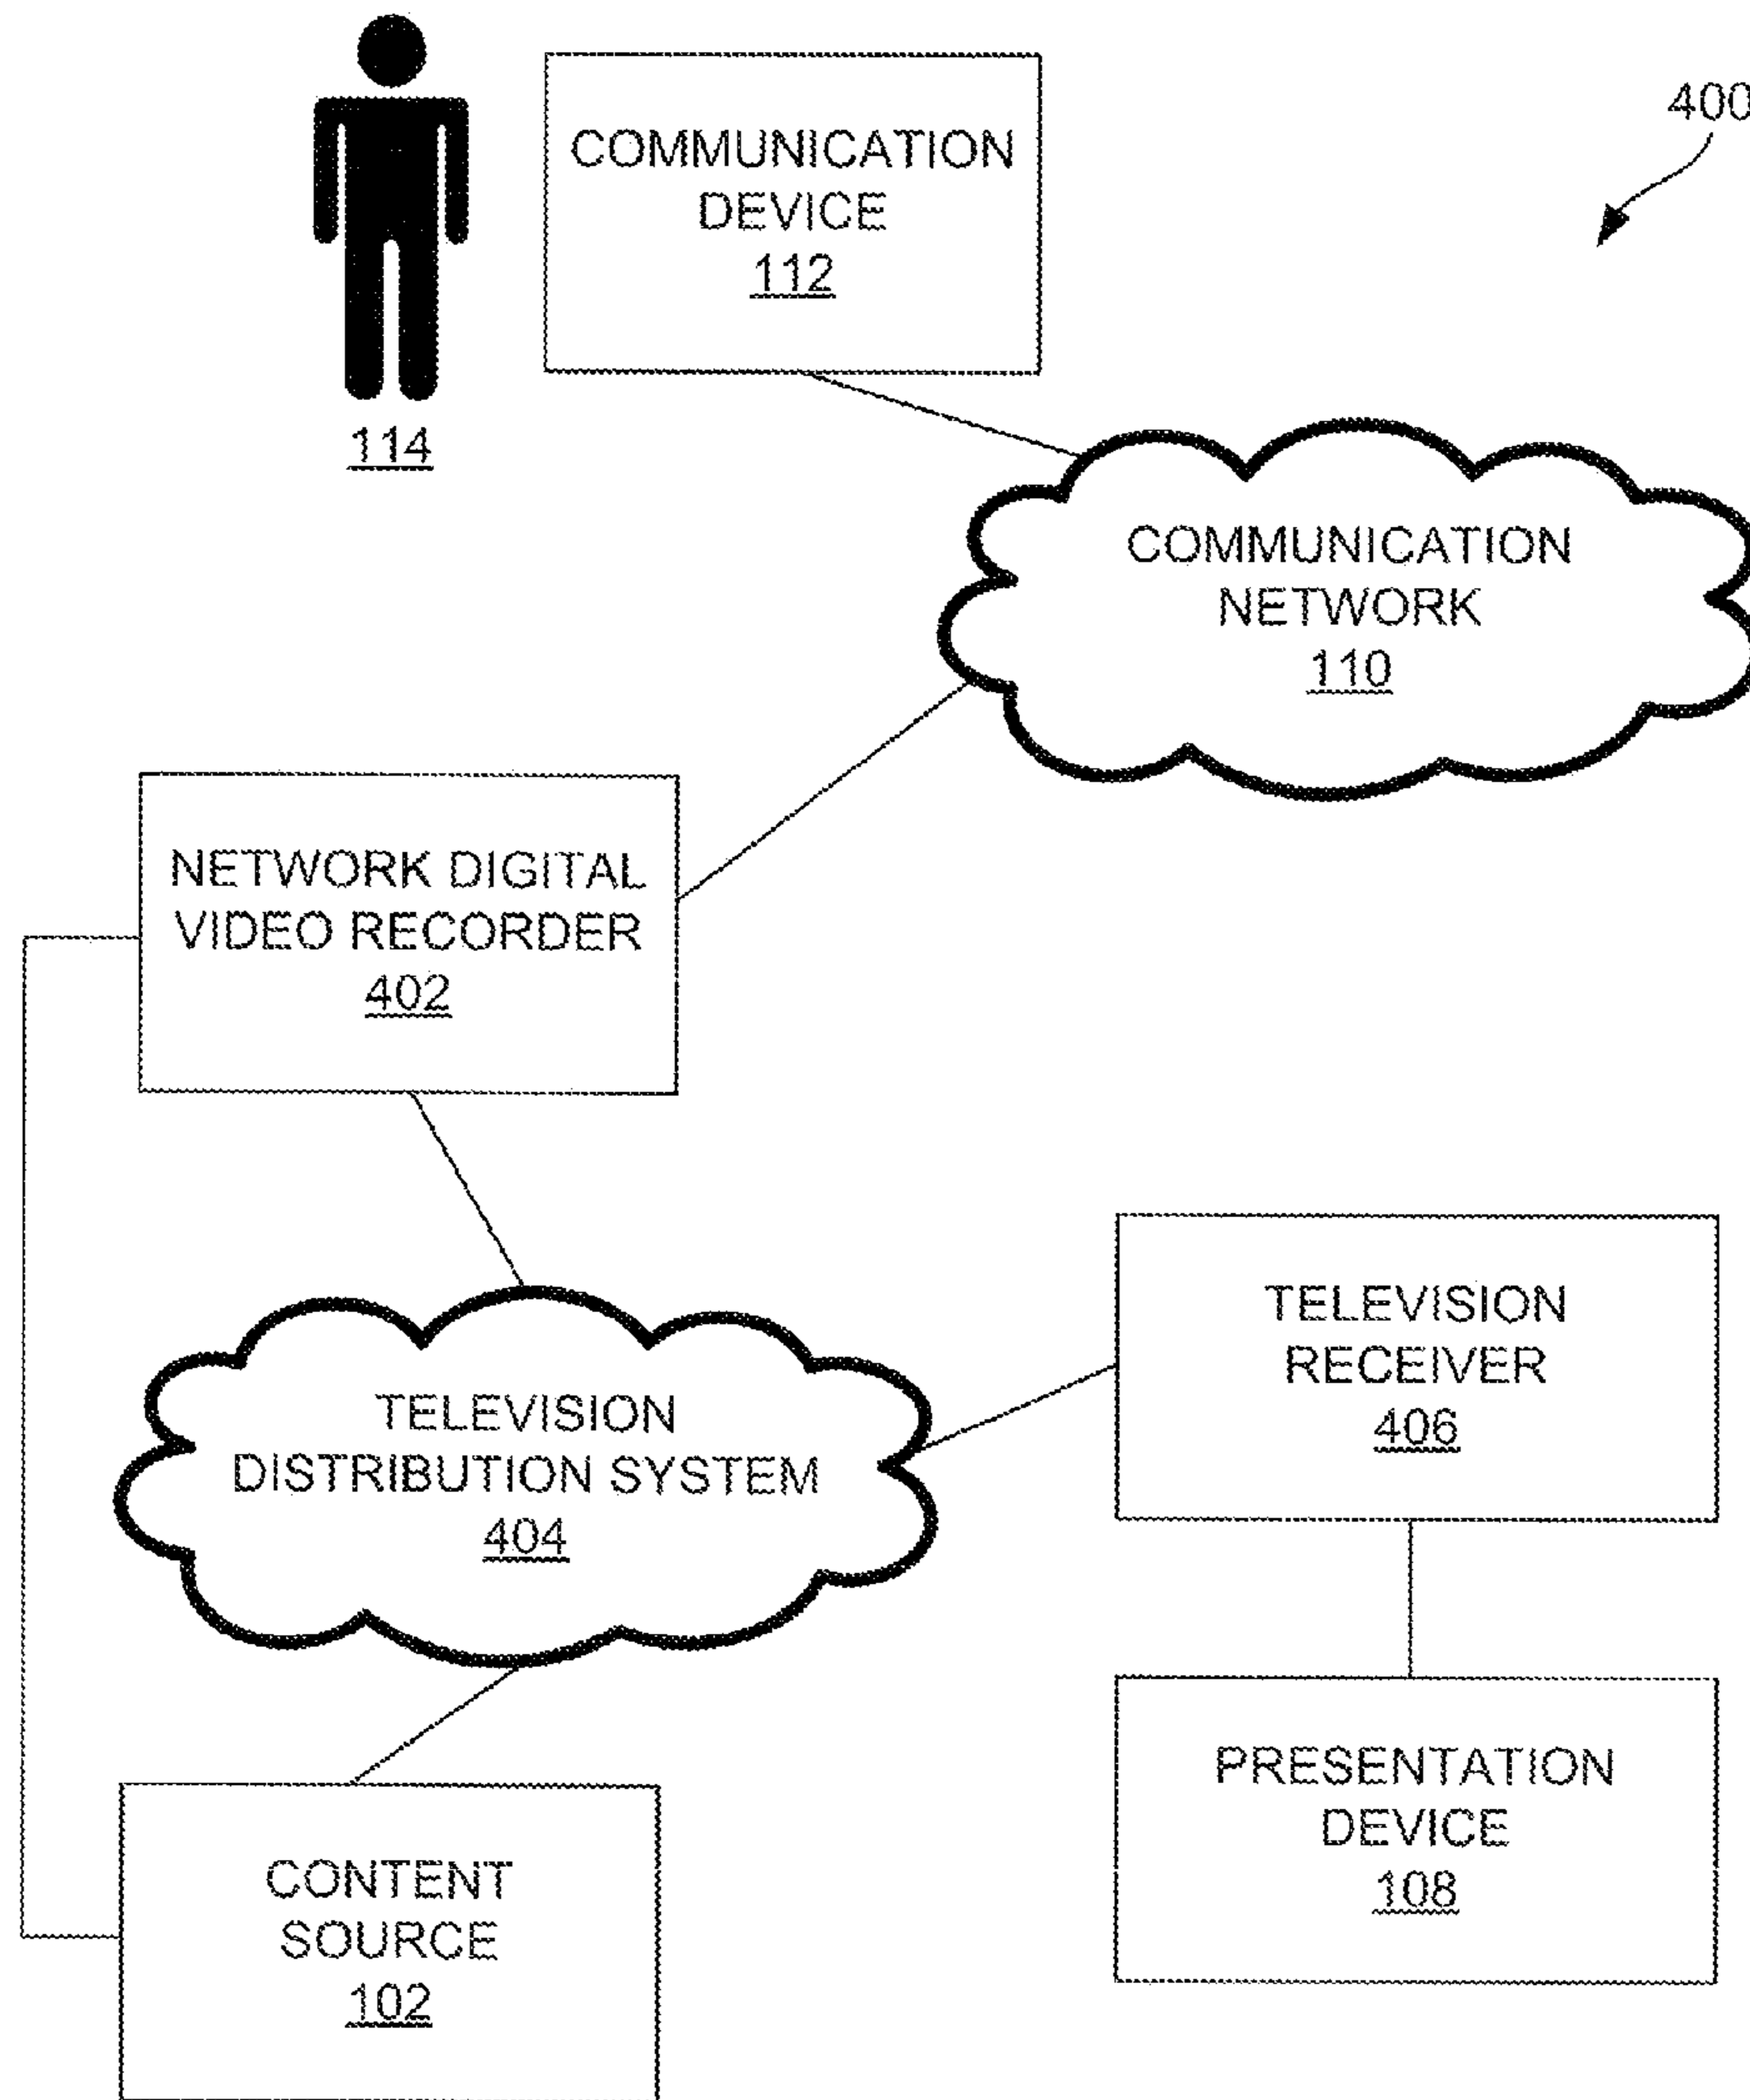 400
COMMUNICATION
DEVICE
112
114
COMMUNICATION
NETWORK
110
NETWORK DIGITAL
VIDEO RECORDER
402
TELEVISION
RECEIVER
406
TELEVISION
DISTRIBUTION SYSTEM
404
PRESENTATION
DEVICE
108
CONTENT
SOURCE
102